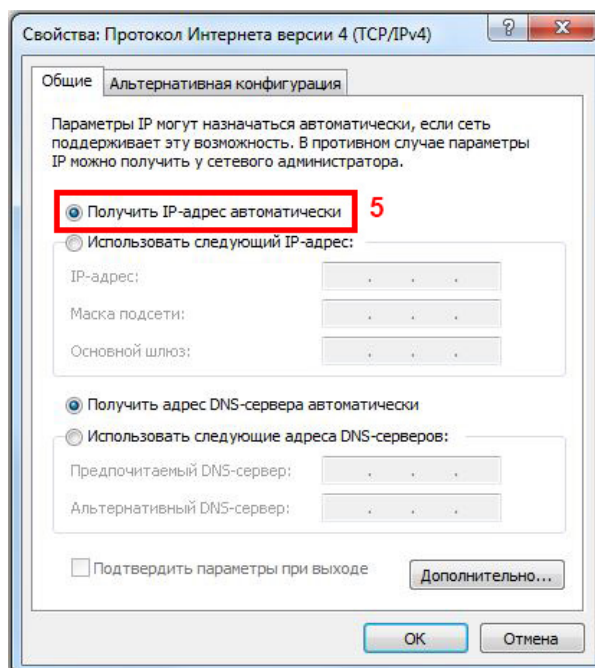 Свойства: Протокол Интернета версии 4 (TCP/IPv4)
Общие
Альтернативная конфигурация
Параметры IP могут назначаться автоматически, если сеть
поддерживает эту возможность. В противном случае параметры
IP можно получить у сетевого администратора.
Получить IP-адрес автоматически
5
Использовать следующий IP-адрес:
IP-адрес:
Маска подсети:
Основной шлюз:
Получить адрес DNS-сервера автоматически
Использовать следующие адреса DNS-серверов:
Предпочитаемый DNS-сервер:
Альтернативный DNS-сервер:
Подтвердить параметры при выходе
Дополнительно...
ОК
Отмена